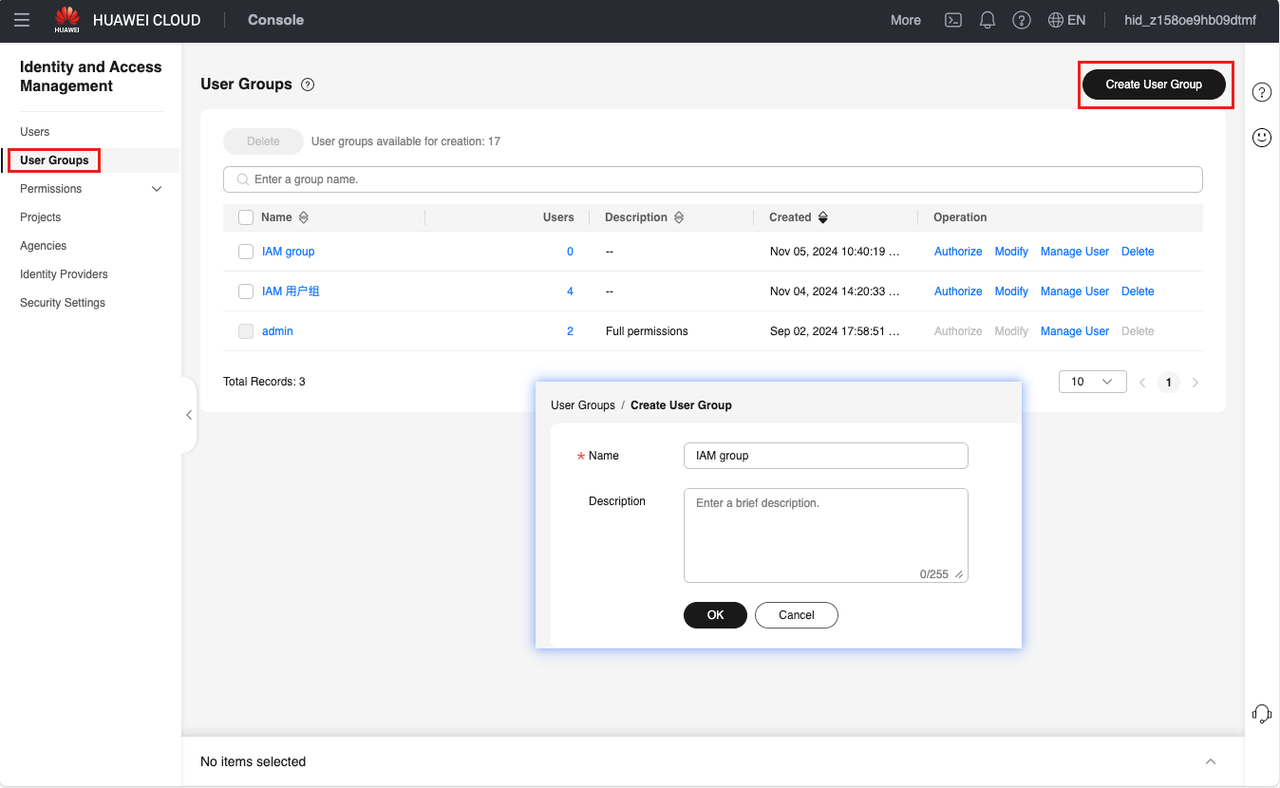 HUAWEI
HUAWEI CLOUD
Console
More
EN
hid_z158oe9hb09dtmf
Identity and Access
Management
Users
User Groups
Permissions
Projects
Agencies
Identity Providers
Security Settings
User Groups
Create User Group
Delete
User groups available for creation: 17
Enter a group name.
Name Users Description Created Operation
IAM group 0 -- Nov 05, 2024 10:40:19 ... Authorize Modify Manage User Delete
IAM 用户组 4 -- Nov 04, 2024 14:20:33 ... Authorize Modify Manage User Delete
admin 2 Full permissions Sep 02, 2024 17:58:51 ... Authorize Modify Manage User Delete
Total Records: 3
10
1
User Groups / Create User Group
* Name
IAM group
Description
Enter a brief description.
0/255
OK
Cancel
No items selected